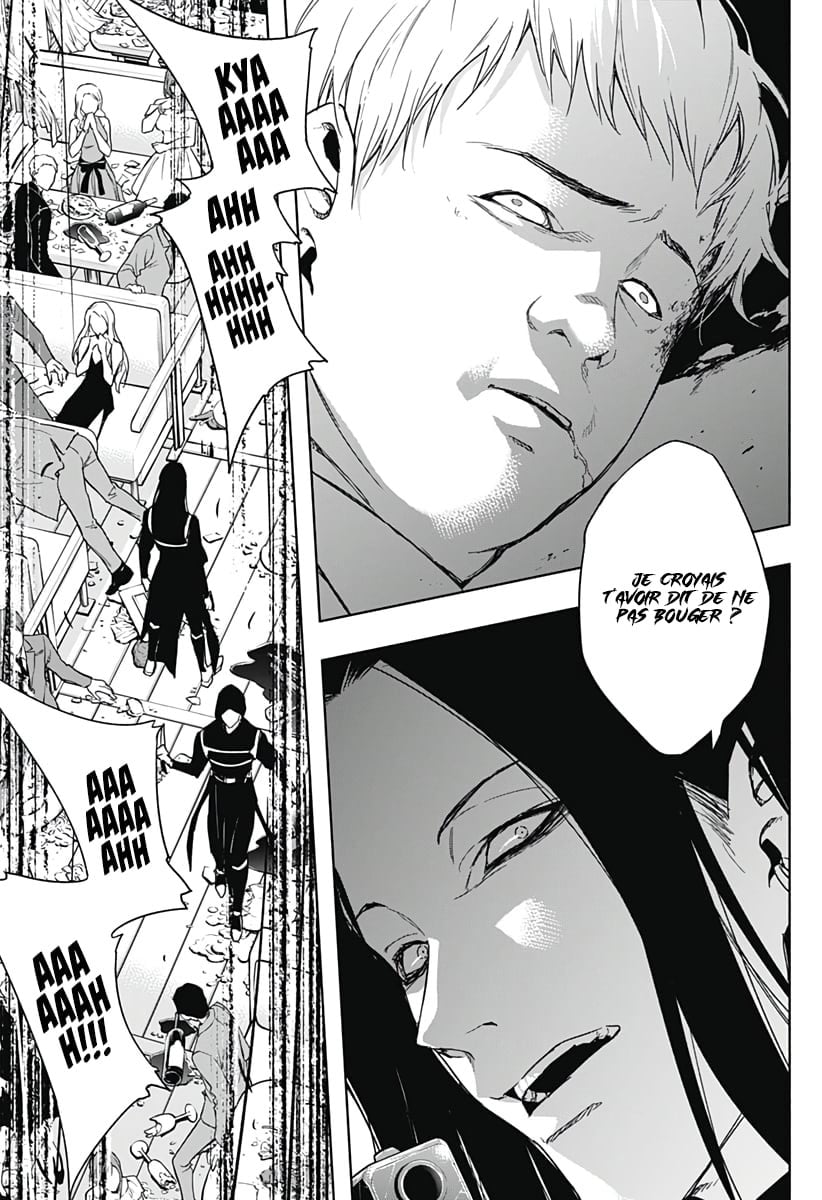 JE CROYAIS
T'AVOIR DIT DE NE
PAS BOUGER ?
KYA
AAAA
AAA
AHH
AHH
HHHH-
HHH
AAA
AAAA
AHH
AAA
AAAH
H!!!